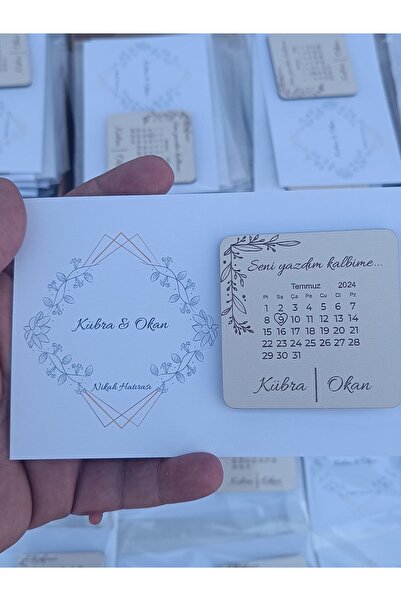 Kübra & Okan
Nikah Hatırası
Seni yazdım kalbime...
Temmuz 2024
Pt Sa Ça Pe Cu Ct Pz
1 2 3 4 5 6 7
8 9 10 11 12 13 14
15 16 17 18 19 20 21
22 23 24 25 26 27 28
29 30 31
Kübra | Okan